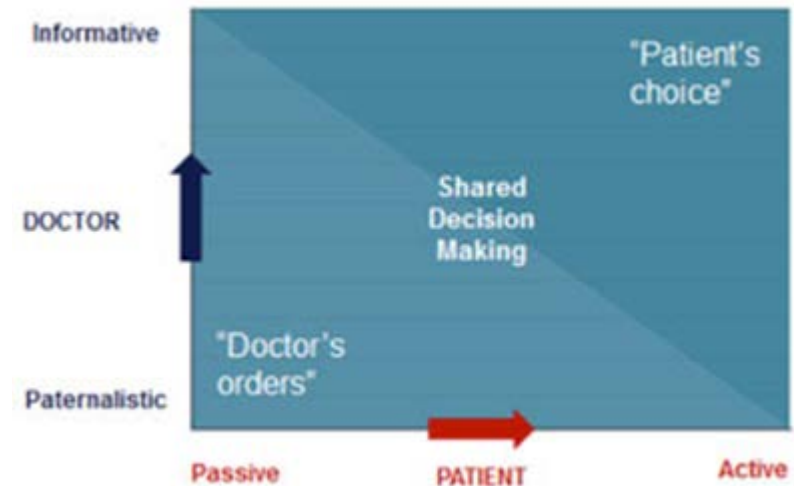 Informative
"Patient's
choice"
Shared
Decision
Making
DOCTOR
"Doctor's
orders"
Paternalistic
Passive
PATIENT
Active